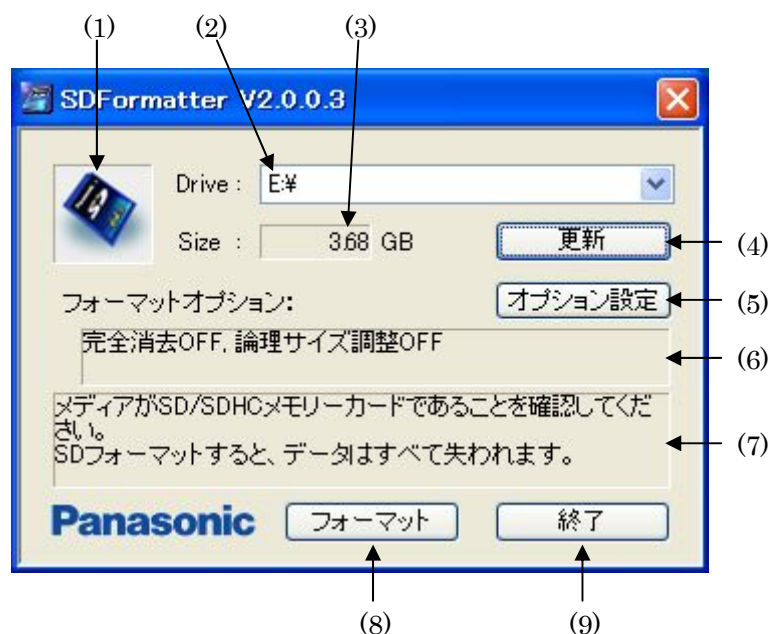 (1) (2) (3)
SDFormatter V2.0.0.3
Drive : E:¥
Size : 3.68 GB 更新 (4)
フォーマットオプション: オプション設定 (5)
完全消去OFF, 論理サイズ調整OFF (6)
メディアがSD/SDHCメモリーカードであることを確認してくだ
さい。
SDフォーマットすると、データはすべて失われます。 (7)
Panasonic フォーマット 終了
(8) (9)